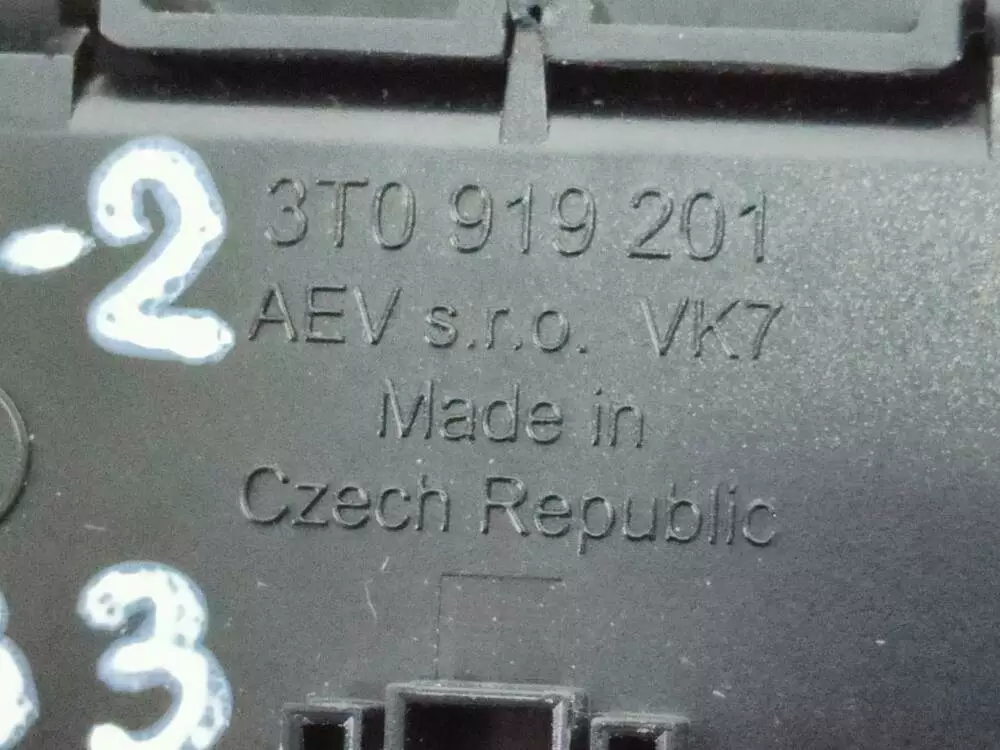 -2
3T0 919 201
AEV s.r.o. VK7
Made in
Czech Republic
3